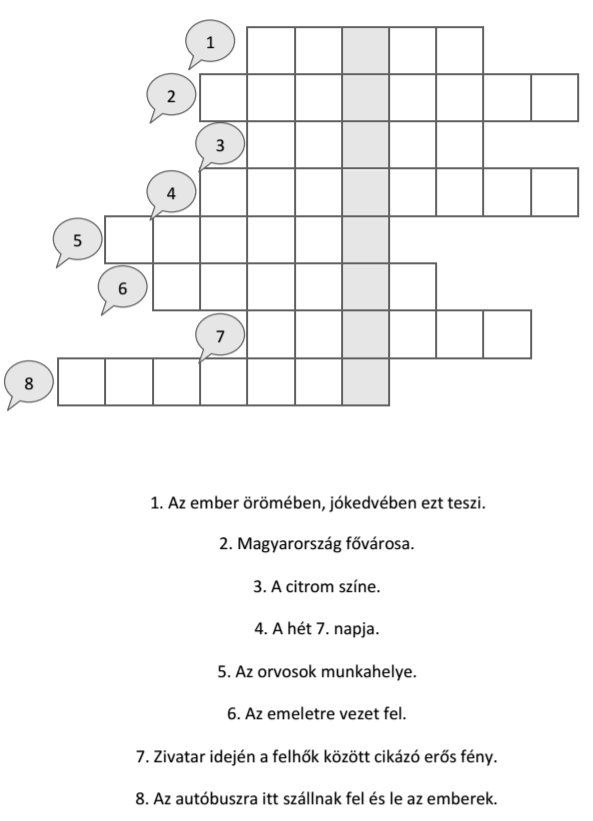 1
2
3
4
5
6
7
8
1. Az ember örömében, jókedvében ezt teszi.
2. Magyarország fővárosa.
3. A citrom színe.
4. A hét 7. napja.
5. Az orvosok munkahelye.
6. Az emeletre vezet fel.
7. Zivatar idején a felhők között cikázó erős fény.
8. Az autóbuszra itt szállnak fel és le az emberek.